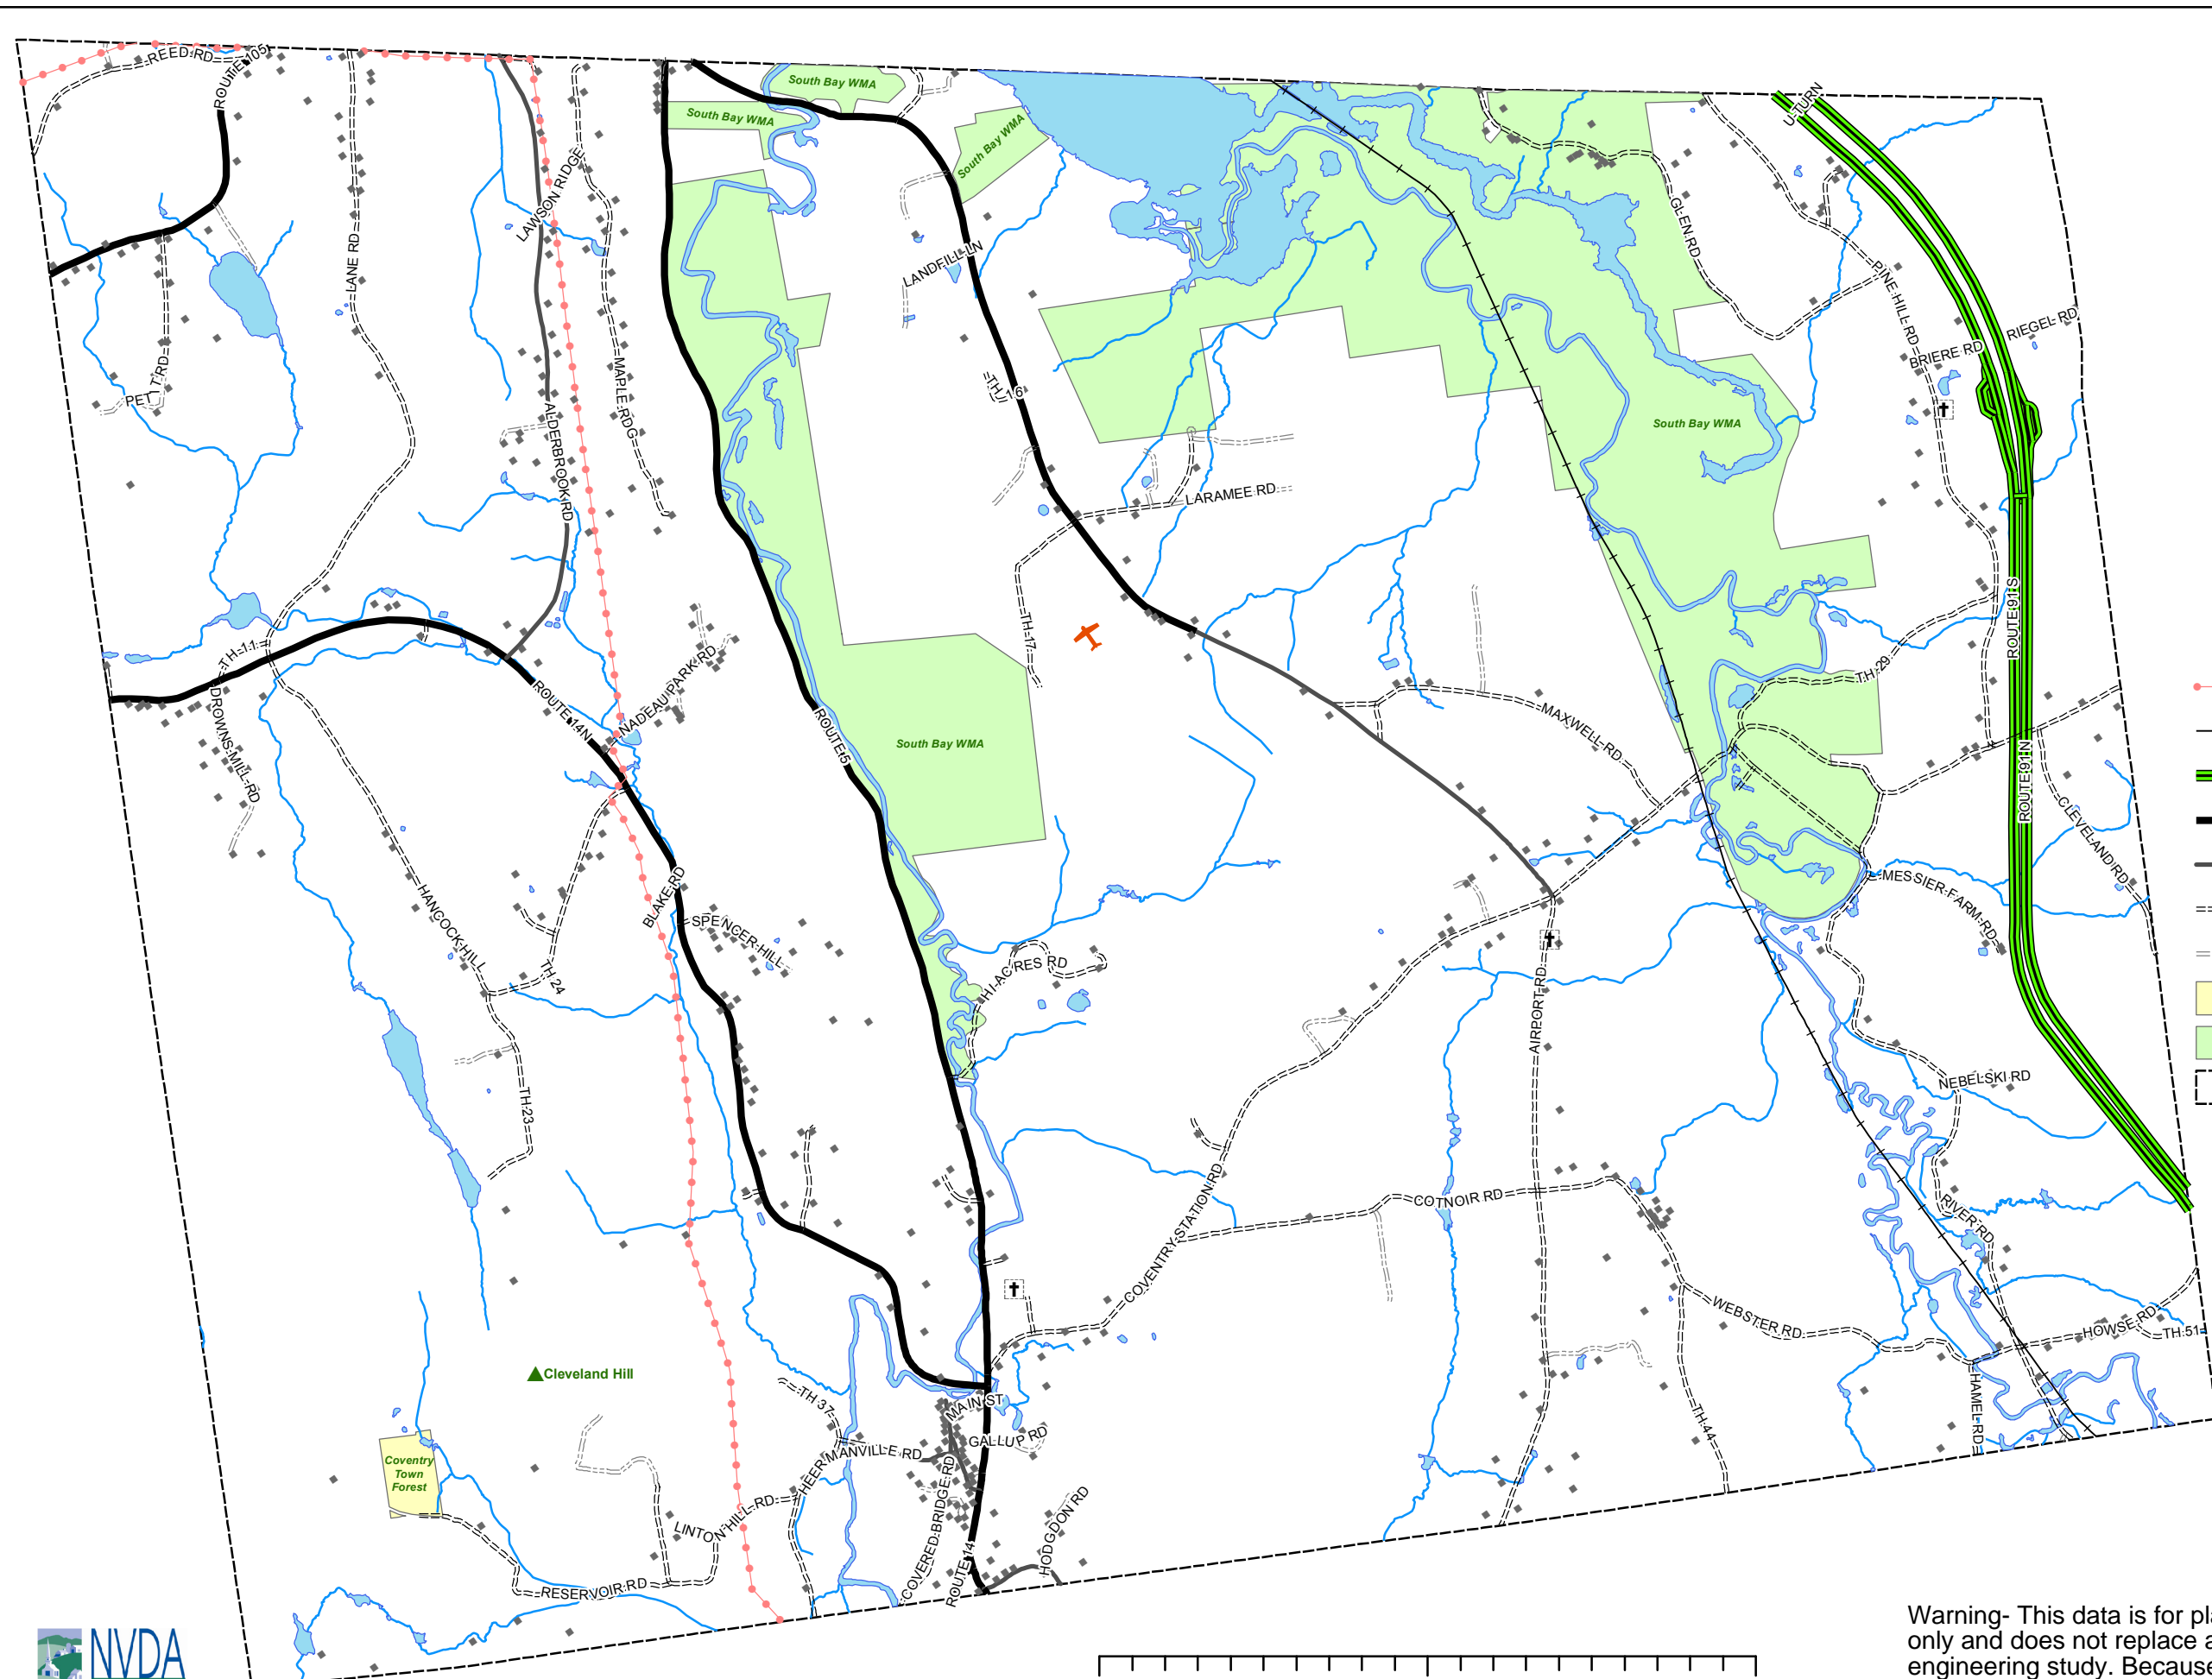 REED RD
ROUTE 105
South Bay WMA
South Bay WMA
South Bay WMA
U-TURN
LANE RD
LAWSON RIDGE
LANDFILL LN
GLEN RD
PINE HILL RD
RIEGEL RD
BRIERE RD
MAPLE RDG
TH-16
ALDERBROOK RD
South Bay WMA
LARAMEE RD
TH-11
TH-17
ROUTE 91 S
TH-29
DROWNS MILL RD
ROUTE 14N
NADEAU PARK RD
ROUTE 5
South Bay WMA
MAXWELL RD
ROUTE 91 N
CLEVELAND RD
HANCOCK HILL
BLAKE RD
SPENCER HILL
MESSIER FARM RD
TH 24
HI-ACRES RD
AIRPORT RD
TH-23
NEBELSKI RD
COVENTRY STATION RD
COTNOIR RD
RIVER RD
WEBSTER RD
HOWSE RD
TH-51
Cleveland Hill
TH 37
MAIN ST
GALLUP RD
HAMEL RD
TH-44
Coventry
Town
Forest
HEERMANVILLE RD
LINTON HILL RD
COVERED BRIDGE RD
HODGDON RD
RESERVOIR RD
ROUTE 14
NVDA
Warning- This data is for pl
only and does not replace a
engineering study. Because